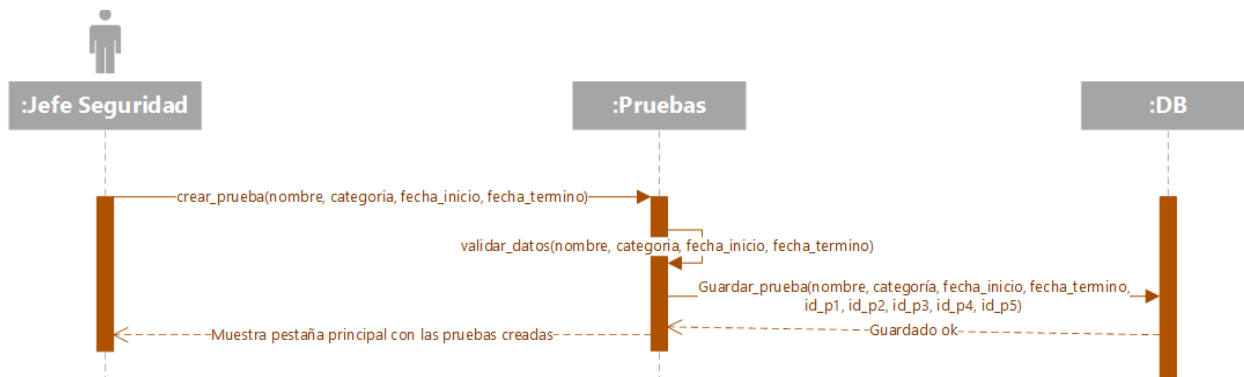 :Jefe Seguridad
:Pruebas
:DB
crear_prueba(nombre, categoria, fecha_inicio, fecha_termino)
validar_datos(nombre, categoria, fecha_inicio, fecha_termino)
Guardar_prueba(nombre, categoría, fecha_inicio, fecha_termino,
id_p1, id_p2, id_p3, id_p4, id_p5)
Guardado ok
Muestra pestaña principal con las pruebas creadas